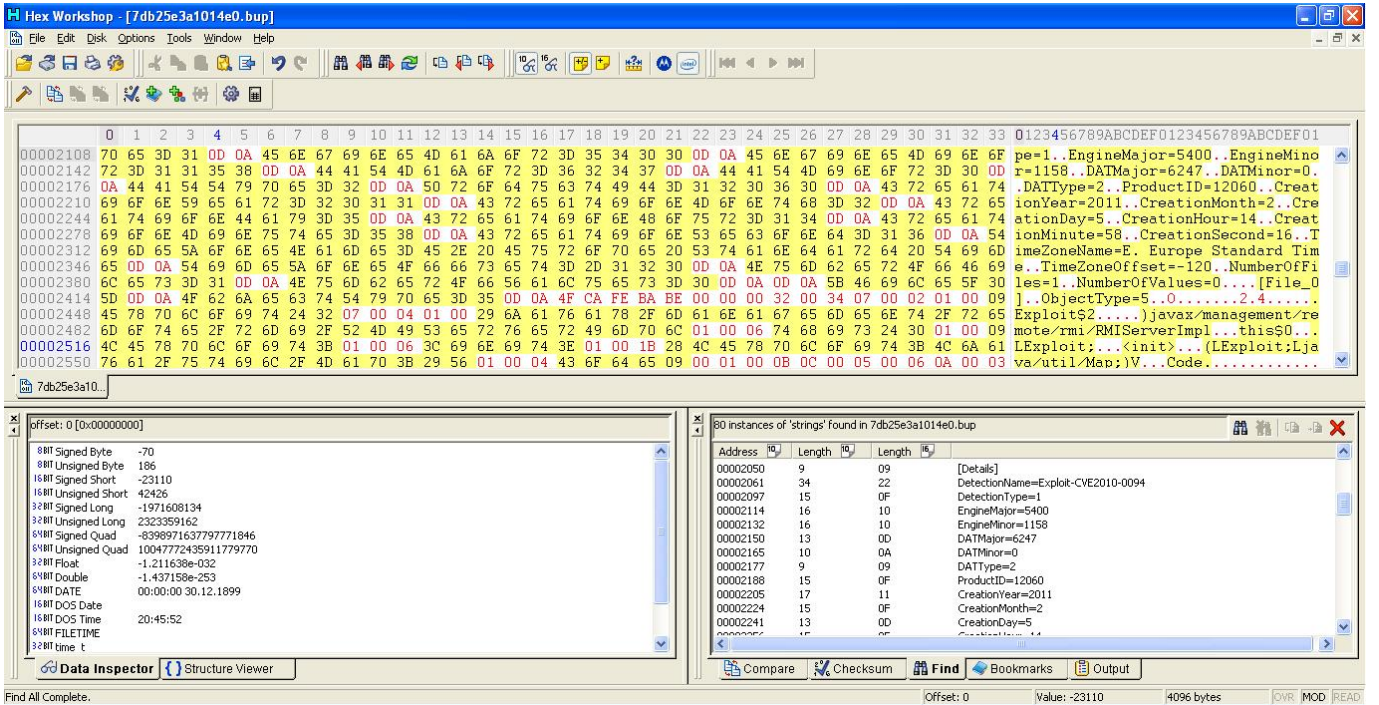 Hex Workshop - [7db25e3a1014e0.bup]
File Edit Disk Options Tools Window Help
0 1 2 3 4 5 6 7 8 9 10 11 12 13 14 15 16 17 18 19 20 21 22 23 24 25 26 27 28 29 30 31 32 33 0123456789ABCDEF0123456789ABCDEF01
00002108 70 65 3D 31 0D 0A 45 6E 67 69 6E 65 4D 61 6A 6F 72 3D 35 34 30 30 0D 0A 45 6E 67 69 6E 65 4D 69 6E 6F pe=1..EngineMajor=5400..EngineMino
00002142 72 3D 31 31 35 38 0D 0A 44 41 54 4D 61 6A 6F 72 3D 36 32 34 37 0D 0A 44 41 54 4D 69 6E 6F 72 3D 30 0D r=1158..DATMajor=6247..DATMinor=0.
00002176 0A 44 41 54 54 79 70 65 3D 32 0D 0A 50 72 6F 64 75 63 74 49 44 3D 31 32 30 36 30 0D 0A 43 72 65 61 74 .DATType=2..ProductID=12060..Creat
00002210 69 6F 6E 59 65 61 72 3D 32 30 31 31 0D 0A 43 72 65 61 74 69 6F 6E 4D 6F 6E 74 68 3D 32 0D 0A 43 72 65 ionYear=2011..CreationMonth=2..Cre
00002244 61 74 69 6F 6E 44 61 79 3D 35 0D 0A 43 72 65 61 74 69 6F 6E 48 6F 75 72 3D 31 34 0D 0A 43 72 65 61 74 ationDay=5..CreationHour=14..Creat
00002278 69 6F 6E 4D 69 6E 75 74 65 3D 35 38 0D 0A 43 72 65 61 74 69 6F 6E 53 65 63 6F 6E 64 3D 31 36 0D 0A 54 ionMinute=58..CreationSecond=16..T
00002312 69 6D 65 5A 6F 6E 65 4E 61 6D 65 3D 45 2E 20 45 75 72 6F 70 65 20 53 74 61 6E 64 61 72 64 20 54 69 6D imeZoneName=E. Europe Standard Tim
00002346 65 0D 0A 54 69 6D 65 5A 6F 6E 65 4F 66 66 73 65 74 3D 2D 31 32 30 0D 0A 4E 75 6D 62 65 72 4F 66 46 69 e..TimeZoneOffset=-120..NumberOfFi
00002380 6C 65 73 3D 31 0D 0A 4E 75 6D 62 65 72 4F 66 56 61 6C 75 65 73 3D 30 0D 0A 0D 0A 5B 46 69 6C 65 5F 30 les=1..NumberOfValues=0....[File_0
00002414 5D 0D 0A 4F 62 6A 65 63 74 54 79 70 65 3D 35 0D 0A 4F CA FE BA BE 00 00 00 32 00 34 07 00 02 01 00 09 ]..ObjectType=5..O.......2.4......
00002448 45 78 70 6C 6F 69 74 24 32 07 00 04 01 00 29 6A 61 76 61 78 2F 6D 61 6E 61 67 65 6D 65 6E 74 2F 72 65 Exploit$2.....)javax/management/re
00002482 6D 6F 74 65 2F 72 6D 69 2F 52 4D 49 53 65 72 76 65 72 49 6D 70 6C 01 00 06 74 68 69 73 24 30 01 00 09 mote/rmi/RMIServerImpl...this$0...
00002516 4C 45 78 70 6C 6F 69 74 3B 01 00 06 3C 69 6E 69 74 3E 01 00 1B 28 4C 45 78 70 6C 6F 69 74 3B 4C 6A 61 LExploit;...<init>...(LExploit;Lja
00002550 76 61 2F 75 74 69 6C 2F 4D 61 70 3B 29 56 01 00 04 43 6F 64 65 09 00 01 00 0B 0C 00 05 00 06 0A 00 03 va/util/Map;)V...Code.............
7db25e3a10...
offset: 0 [0x00000000]
8BIT Signed Byte -70
8BIT Unsigned Byte 186
16BIT Signed Short -23110
16BIT Unsigned Short 42426
32BIT Signed Long -1971608134
32BIT Unsigned Long 2323359162
64BIT Signed Quad -8398971637797771846
64BIT Unsigned Quad 10047772435911779770
32BIT Float -1.211638e-032
64BIT Double -1.437158e-253
64BIT DATE 00:00:00 30.12.1899
16BIT DOS Date
16BIT DOS Time 20:45:52
64BIT FILETIME
32BIT time_t
Data Inspector Structure Viewer
80 instances of 'strings' found in 7db25e3a1014e0.bup
Address 10 Length 10 Length 16
00002050 9 09 [Details]
00002061 34 22 DetectionName=Exploit-CVE2010-0094
00002097 15 0F DetectionType=1
00002114 16 10 EngineMajor=5400
00002132 16 10 EngineMinor=1158
00002150 13 0D DATMajor=6247
00002165 10 0A DATMinor=0
00002177 9 09 DATType=2
00002188 15 0F ProductID=12060
00002205 17 11 CreationYear=2011
00002224 15 0F CreationMonth=2
00002241 13 0D CreationDay=5
Compare Checksum Find Bookmarks Output
Find All Complete.
Offset: 0 Value: -23110 4096 bytes OVR MOD READ